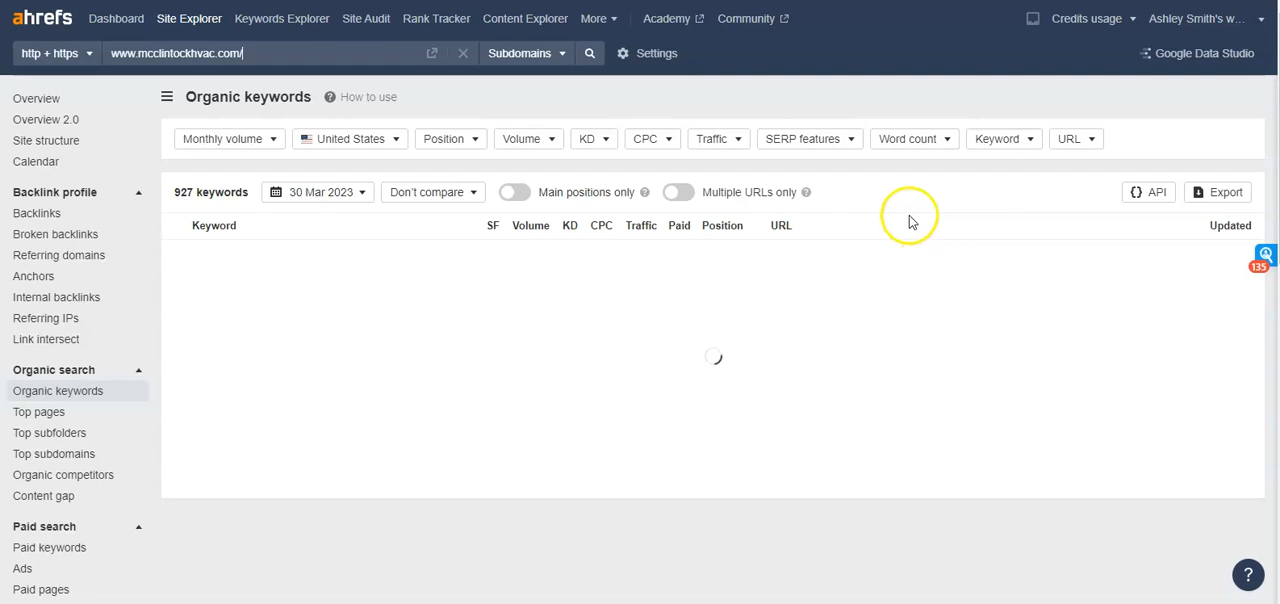 ahrefs Dashboard Site Explorer Keywords Explorer Site Audit Rank Tracker Content Explorer More Academy Community Credits usage Ashley Smith's w...
http + https www.mcclintockhvac.com/ Subdomains Settings Google Data Studio
Overview
Overview 2.0
Site structure
Calendar
Backlink profile
Backlinks
Broken backlinks
Referring domains
Anchors
Internal backlinks
Referring IPs
Link intersect
Organic search
Organic keywords
Top pages
Top subfolders
Top subdomains
Organic competitors
Content gap
Paid search
Paid keywords
Ads
Paid pages
Organic keywords ? How to use
Monthly volume United States Position Volume KD CPC Traffic SERP features Word count Keyword URL
927 keywords 30 Mar 2023 Don't compare Main positions only ? Multiple URLs only ? {} API Export
Keyword SF Volume KD CPC Traffic Paid Position URL Updated
135
?